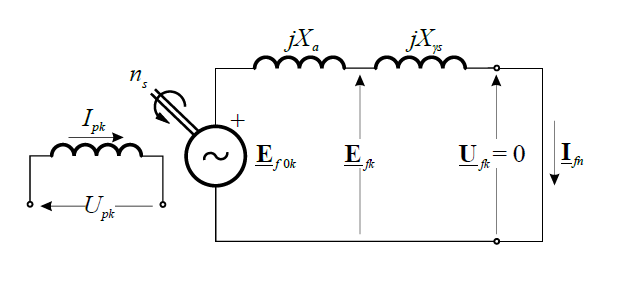 jX_a jX_γs
n_s
I_pk
+
E_f0k E_fk U_fk = 0 I_fn
U_pk